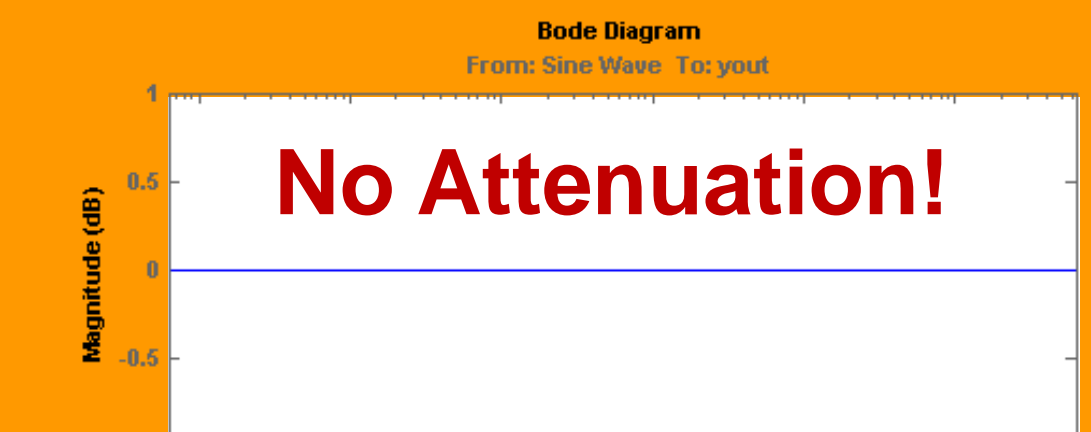 Bode Diagram
From: Sine Wave To: yout
1
No Attenuation!
0.5
Magnitude (dB)
0
-0.5